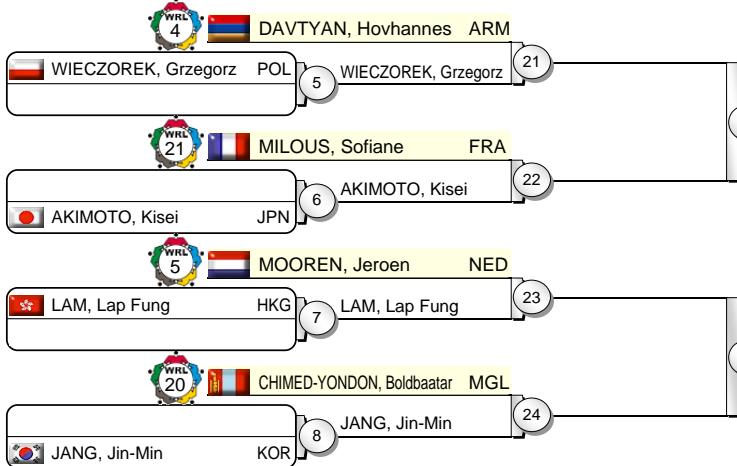 WRL
4
DAVTYAN, Hovhannes ARM
WIECZOREK, Grzegorz POL
5
WIECZOREK, Grzegorz
21
WRL
21
MILOUS, Sofiane FRA
6
AKIMOTO, Kisei
22
AKIMOTO, Kisei JPN
WRL
5
MOOREN, Jeroen NED
LAM, Lap Fung HKG
7
LAM, Lap Fung
23
WRL
20
CHIMED-YONDON, Boldbaatar MGL
8
JANG, Jin-Min
24
JANG, Jin-Min KOR